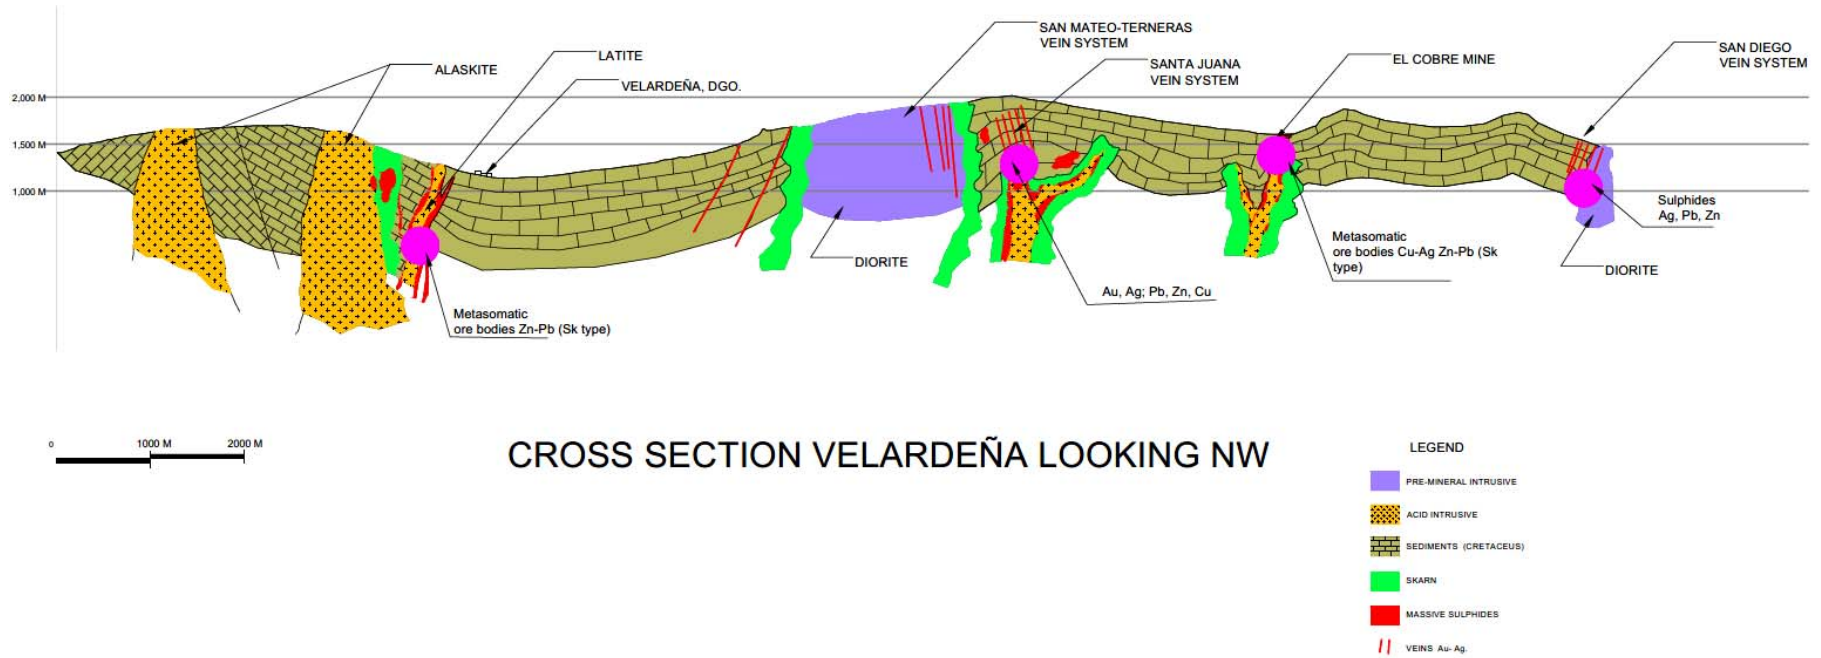 SAN MATEO-TERNERAS
VEIN SYSTEM
SAN DIEGO
VEIN SYSTEM
LATITE
SANTA JUANA
VEIN SYSTEM
EL COBRE MINE
ALASKITE
VELARDEÑA, DGO.
2,000 M
1,500 M
1,000 M
Sulphides
Ag, Pb, Zn
Metasomatic
ore bodies Cu-Ag Zn-Pb (Sk
type)
DIORITE
DIORITE
Au, Ag; Pb, Zn, Cu
Metasomatic
ore bodies Zn-Pb (Sk type)
0 1000 M 2000 M
CROSS SECTION VELARDEÑA LOOKING NW
LEGEND
PRE-MINERAL INTRUSIVE
ACID INTRUSIVE
SEDIMENTS (CRETACEUS)
SKARN
MASSIVE SULPHIDES
VEINS Au- Ag.